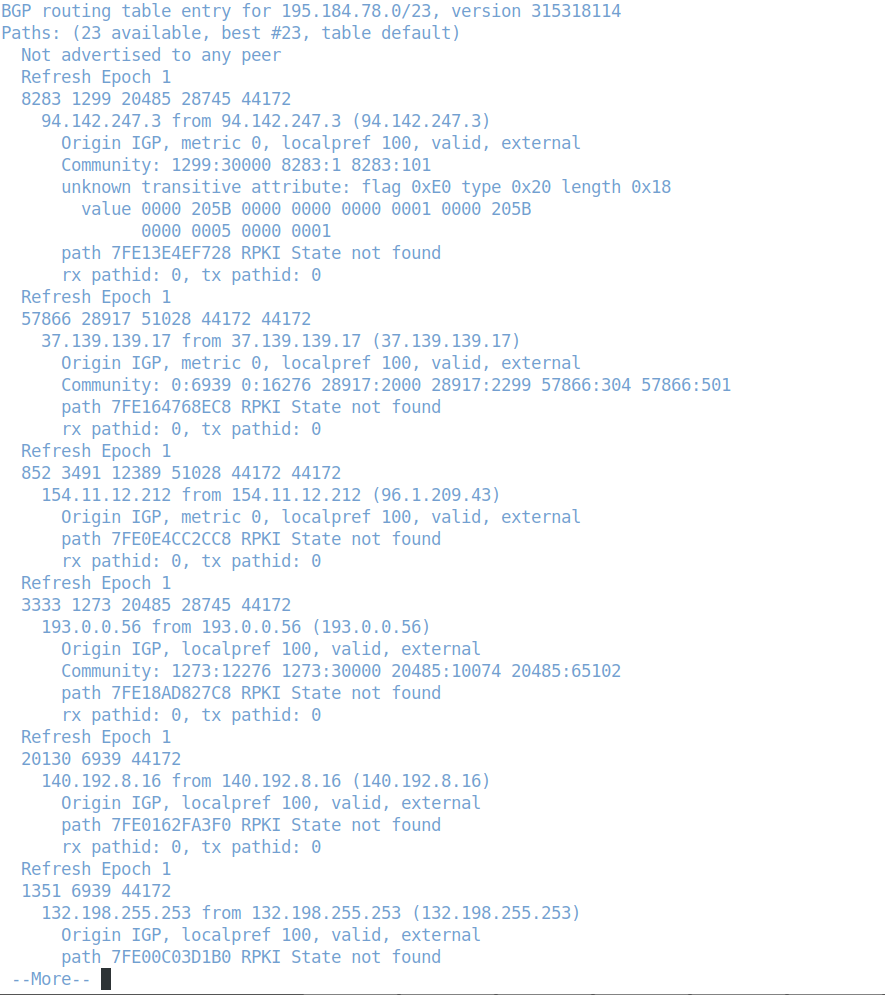 BGP routing table entry for 195.184.78.0/23, version 315318114
Paths: (23 available, best #23, table default)
Not advertised to any peer
Refresh Epoch 1
8283 1299 20485 28745 44172
94.142.247.3 from 94.142.247.3 (94.142.247.3)
Origin IGP, metric 0, localpref 100, valid, external
Community: 1299:30000 8283:1 8283:101
unknown transitive attribute: flag 0xE0 type 0x20 length 0x18
value 0000 205B 0000 0000 0000 0001 0000 205B
0000 0005 0000 0001
path 7FE13E4EF728 RPKI State not found
rx pathid: 0, tx pathid: 0
Refresh Epoch 1
57866 28917 51028 44172 44172
37.139.139.17 from 37.139.139.17 (37.139.139.17)
Origin IGP, metric 0, localpref 100, valid, external
Community: 0:6939 0:16276 28917:2000 28917:2299 57866:304 57866:501
path 7FE164768EC8 RPKI State not found
rx pathid: 0, tx pathid: 0
Refresh Epoch 1
852 3491 12389 51028 44172 44172
154.11.12.212 from 154.11.12.212 (96.1.209.43)
Origin IGP, metric 0, localpref 100, valid, external
path 7FE0E4CC2CC8 RPKI State not found
rx pathid: 0, tx pathid: 0
Refresh Epoch 1
3333 1273 20485 28745 44172
193.0.0.56 from 193.0.0.56 (193.0.0.56)
Origin IGP, localpref 100, valid, external
Community: 1273:12276 1273:30000 20485:10074 20485:65102
path 7FE18AD827C8 RPKI State not found
rx pathid: 0, tx pathid: 0
Refresh Epoch 1
20130 6939 44172
140.192.8.16 from 140.192.8.16 (140.192.8.16)
Origin IGP, localpref 100, valid, external
path 7FE0162FA3F0 RPKI State not found
rx pathid: 0, tx pathid: 0
Refresh Epoch 1
1351 6939 44172
132.198.255.253 from 132.198.255.253 (132.198.255.253)
Origin IGP, localpref 100, valid, external
path 7FE00C03D1B0 RPKI State not found
--More--